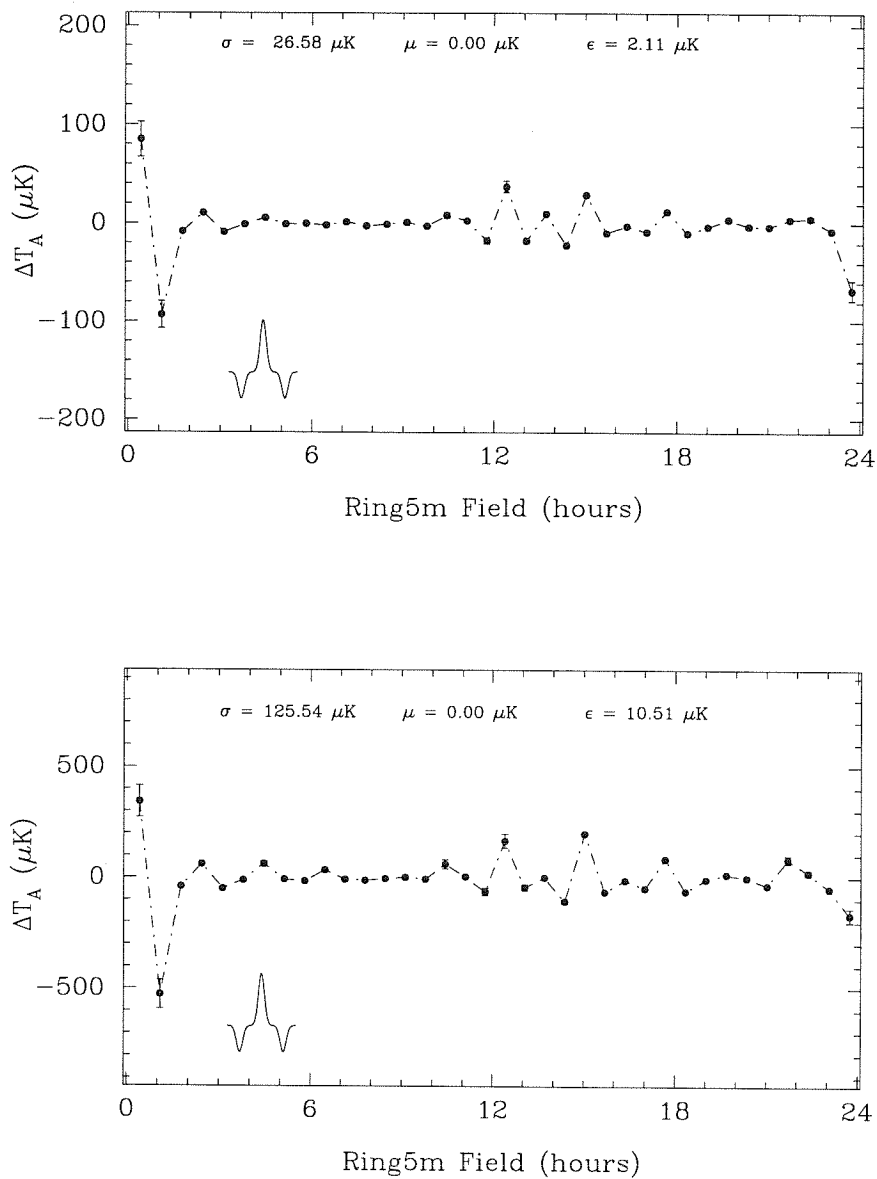 200
100
0
−100
−200
ΔT_A (μK)
σ = 26.58 μK μ = 0.00 μK ϵ = 2.11 μK
0 6 12 18 24
Ring5m Field (hours)
500
0
−500
ΔT_A (μK)
σ = 125.54 μK μ = 0.00 μK ϵ = 10.51 μK
0 6 12 18 24
Ring5m Field (hours)